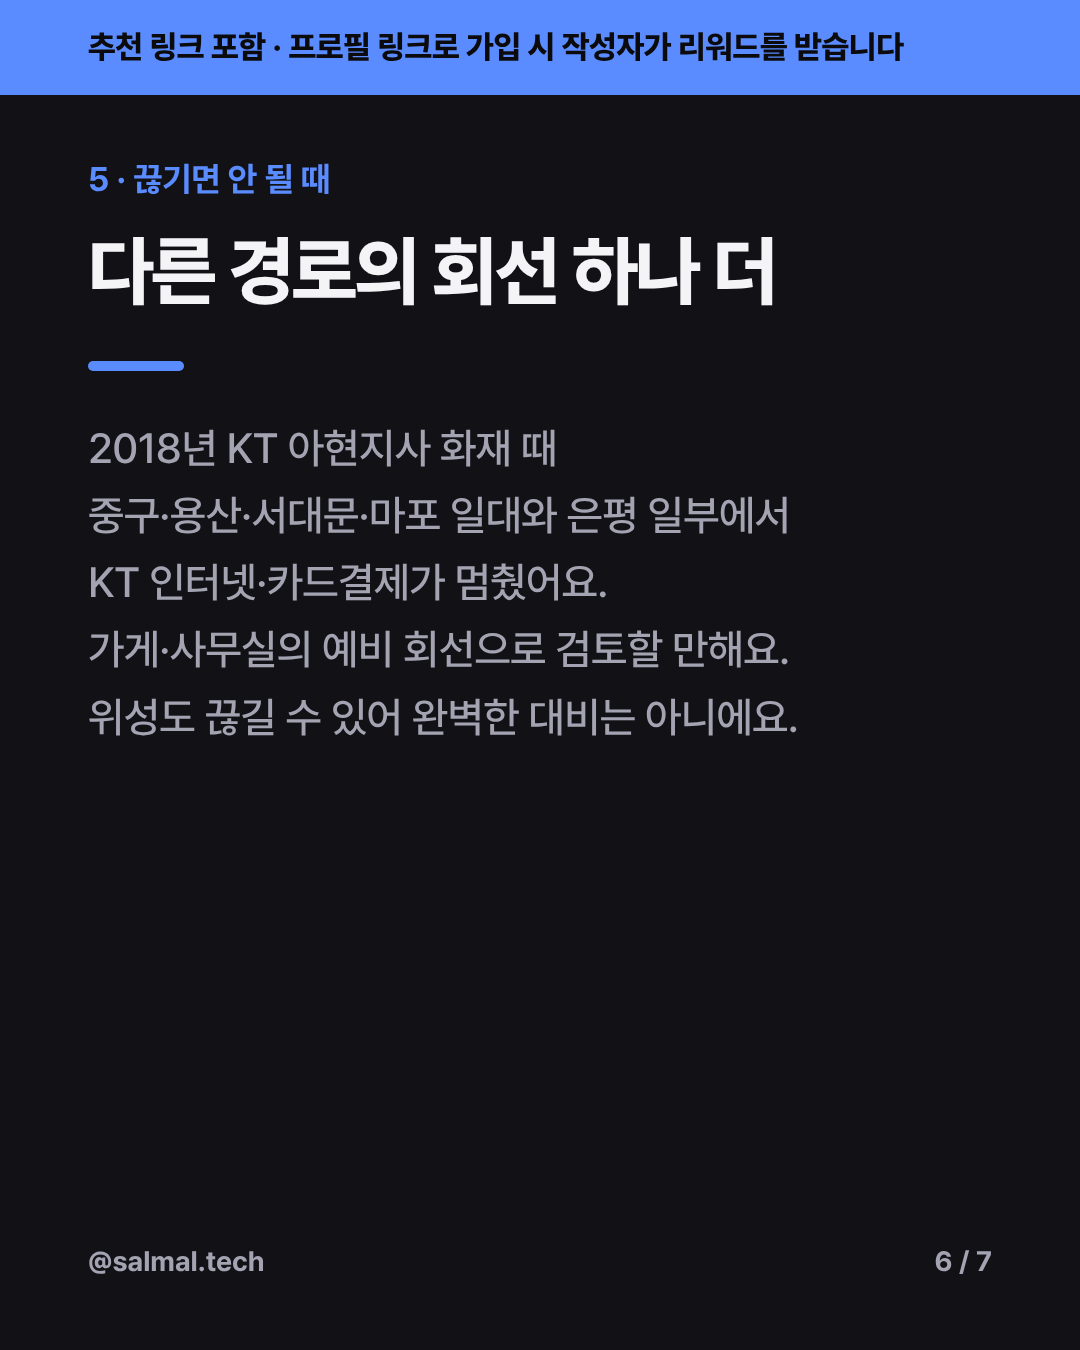 추천 링크 포함 · 프로필 링크로 가입 시 작성자가 리워드를 받습니다
5 · 끊기면 안 될 때
다른 경로의 회선 하나 더
2018년 KT 아현지사 화재 때
중구·용산·서대문·마포 일대와 은평 일부에서
KT 인터넷·카드결제가 멈췄어요.
가게·사무실의 예비 회선으로 검토할 만해요.
위성도 끊길 수 있어 완벽한 대비는 아니에요.
@salmal.tech
6 / 7